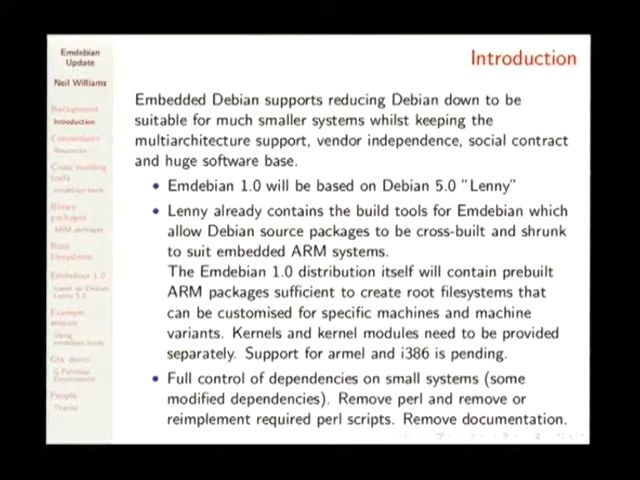 Emdebian
Update
Neil Williams
Background
Introduction
Conventions
Resources
Cross building
tools
Emdebian tools
Binary
packages
ARM packages
Root
filesystems
Emdebian 1.0
based on Debian
Lenny 5.0
Example
session
Using
emdebian tools
Gtk demo
G Palmtop
Environment
People
Thanks
Introduction
Embedded Debian supports reducing Debian down to be
suitable for much smaller systems whilst keeping the
multiarchitecture support, vendor independence, social contract
and huge software base.
• Emdebian 1.0 will be based on Debian 5.0 "Lenny"
• Lenny already contains the build tools for Emdebian which
allow Debian source packages to be cross-built and shrunk
to suit embedded ARM systems.
The Emdebian 1.0 distribution itself will contain prebuilt
ARM packages sufficient to create root filesystems that
can be customised for specific machines and machine
variants. Kernels and kernel modules need to be provided
separately. Support for armel and i386 is pending.
• Full control of dependencies on small systems (some
modified dependencies). Remove perl and remove or
reimplement required perl scripts. Remove documentation.